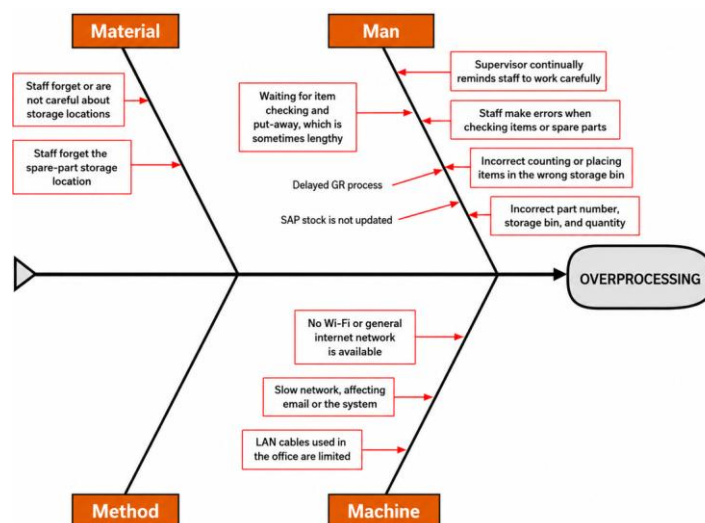 Material
Man
Staff forget or are
not careful about
storage locations
Staff forget the
spare-part storage
location
Waiting for item
checking and
put-away, which is
sometimes lengthy
Delayed GR process
SAP stock is not updated
Supervisor continually
reminds staff to work carefully
Staff make errors when
checking items or spare parts
Incorrect counting or placing
items in the wrong storage bin
Incorrect part number,
storage bin, and quantity
OVERPROCESSING
No Wi-Fi or general
internet network
is available
Slow network, affecting
email or the system
LAN cables used in
the office are limited
Method
Machine